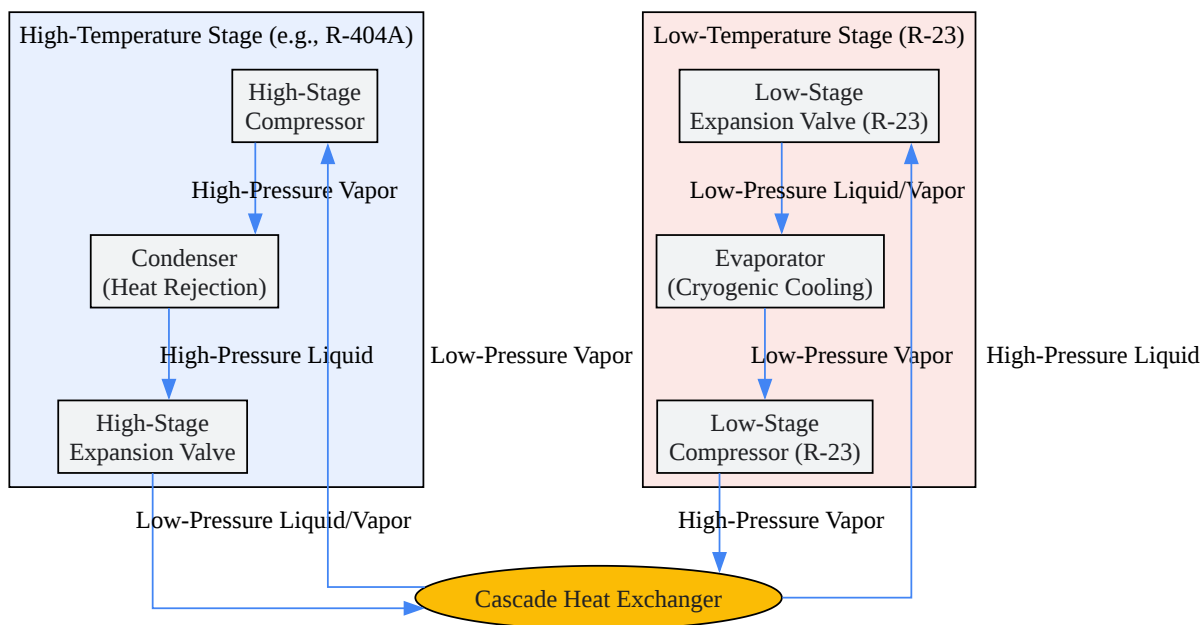 High-Temperature Stage (e.g., R-404A)
High-Stage
Compressor
High-Pressure Vapor
Condenser
(Heat Rejection)
High-Pressure Liquid
High-Stage
Expansion Valve
Low-Pressure Liquid/Vapor
Low-Pressure Vapor
Low-Temperature Stage (R-23)
Low-Stage
Expansion Valve (R-23)
Low-Pressure Liquid/Vapor
Evaporator
(Cryogenic Cooling)
Low-Pressure Vapor
Low-Stage
Compressor (R-23)
High-Pressure Vapor
High-Pressure Liquid
Cascade Heat Exchanger